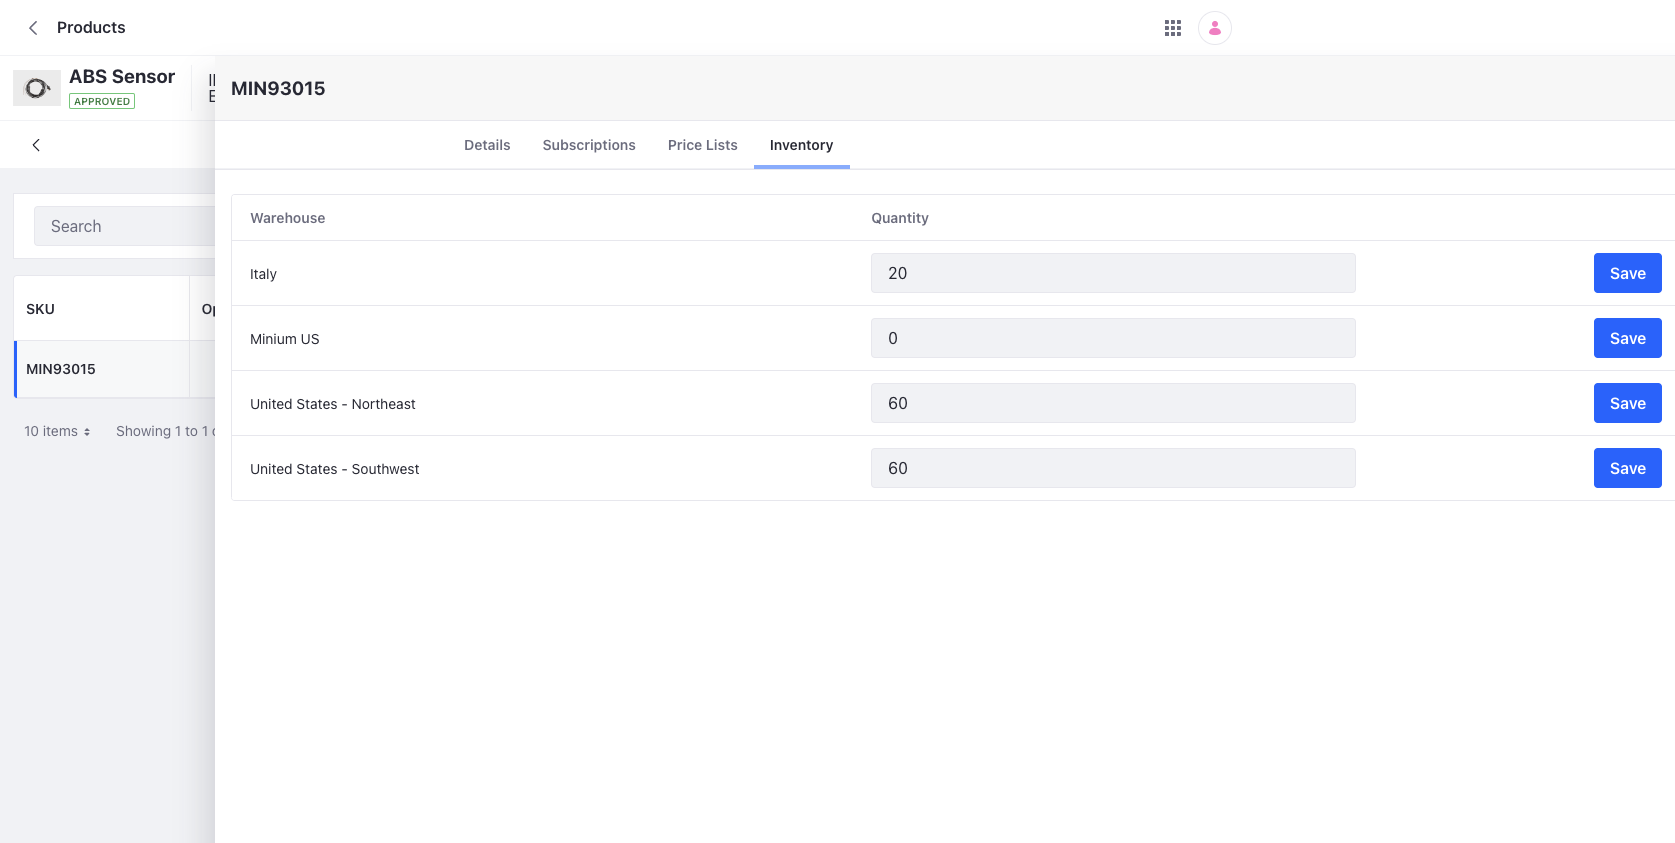 Products
ABS Sensor
APPROVED
MIN93015
Details Subscriptions Price Lists Inventory
Search
SKU
MIN93015
10 items Showing 1 to 1
Warehouse Quantity
Italy 20 Save
Minium US 0 Save
United States - Northeast 60 Save
United States - Southwest 60 Save